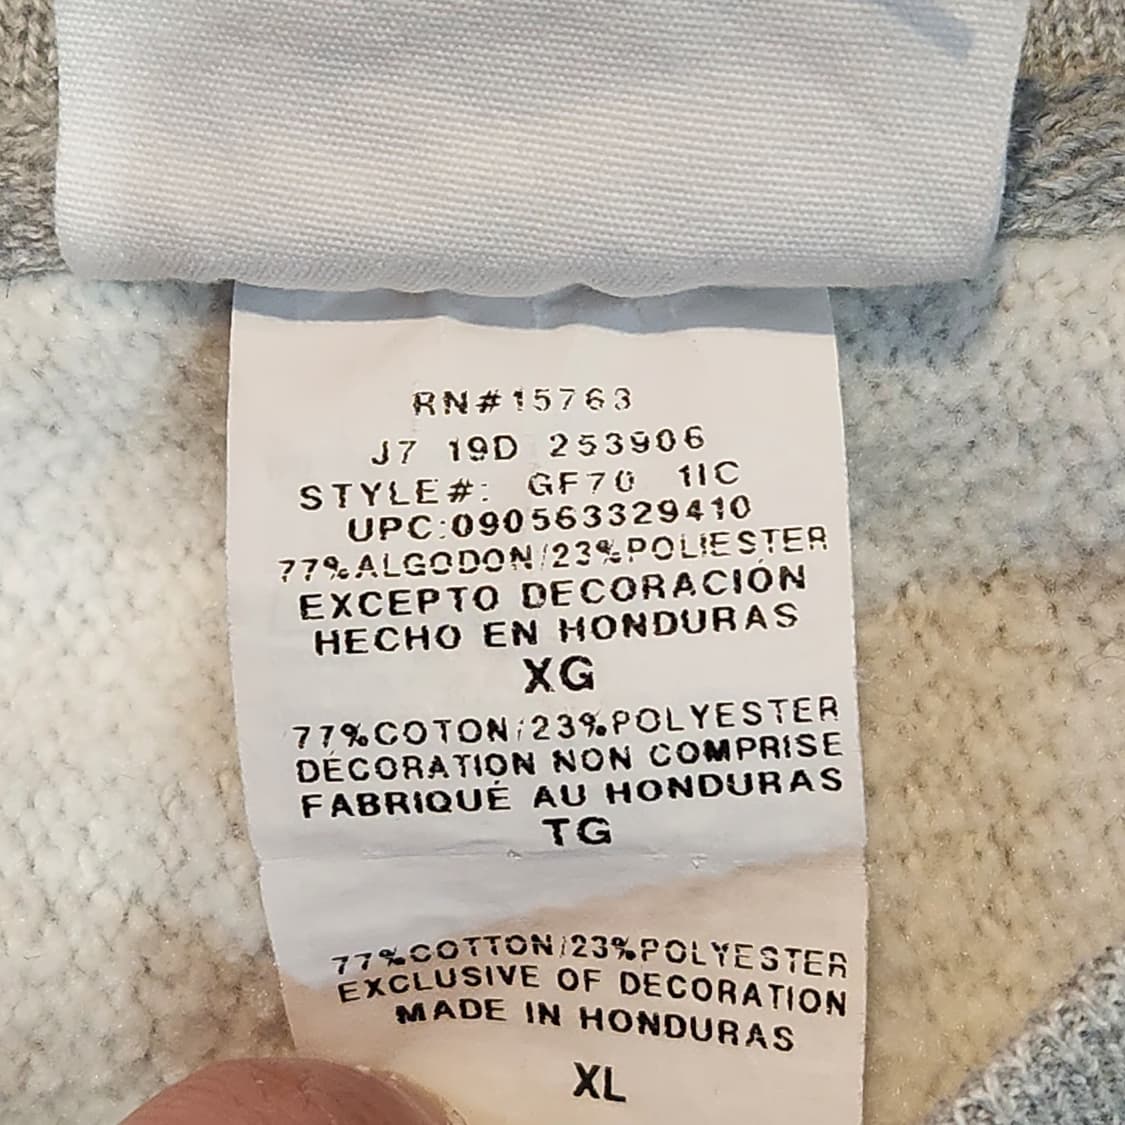 RN#15763
J7 19D 253906
STYLE#: GF70 1IC
UPC:090563329410
77%ALGODON/23%POLIESTER
EXCEPTO DECORACIÓN
HECHO EN HONDURAS
XG
77%COTON/23%POLYESTER
DÉCORATION NON COMPRISE
FABRIQUÉ AU HONDURAS
TG
77%COTTON/23%POLYESTER
EXCLUSIVE OF DECORATION
MADE IN HONDURAS
XL